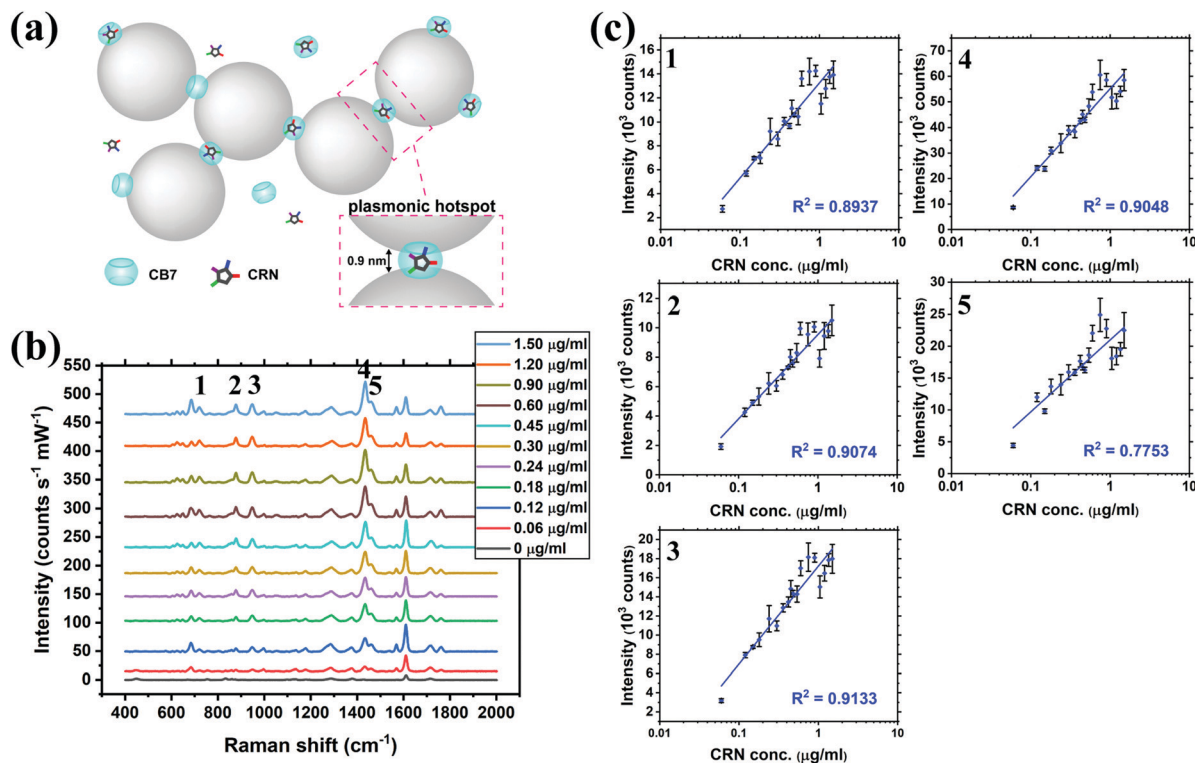 (a)
plasmonic hotspot
0.9 nm
CB7
CRN
(b)
Intensity (counts s⁻¹ mW⁻¹)
550
500
450
400
350
300
250
200
150
100
50
0
1 2 3 4 5
1.50 μg/ml
1.20 μg/ml
0.90 μg/ml
0.60 μg/ml
0.45 μg/ml
0.30 μg/ml
0.24 μg/ml
0.18 μg/ml
0.12 μg/ml
0.06 μg/ml
0 μg/ml
400 600 800 1000 1200 1400 1600 1800 2000
Raman shift (cm⁻¹)
(c)
1
Intensity (10³ counts)
16
14
12
10
8
6
4
2
R² = 0.8937
0.01 0.1 1 10
CRN conc. (μg/ml)
4
Intensity (10³ counts)
75
70
60
50
40
30
20
10
0
R² = 0.9048
0.01 0.1 1 10
CRN conc. (μg/ml)
2
Intensity (10³ counts)
12
10
8
6
4
2
0
R² = 0.9074
0.01 0.1 1 10
CRN conc. (μg/ml)
5
Intensity (10³ counts)
30
25
20
15
10
5
0
R² = 0.7753
0.01 0.1 1 10
CRN conc. (μg/ml)
3
Intensity (10³ counts)
20
18
16
14
12
10
8
6
4
2
R² = 0.9133
0.01 0.1 1 10
CRN conc. (μg/ml)